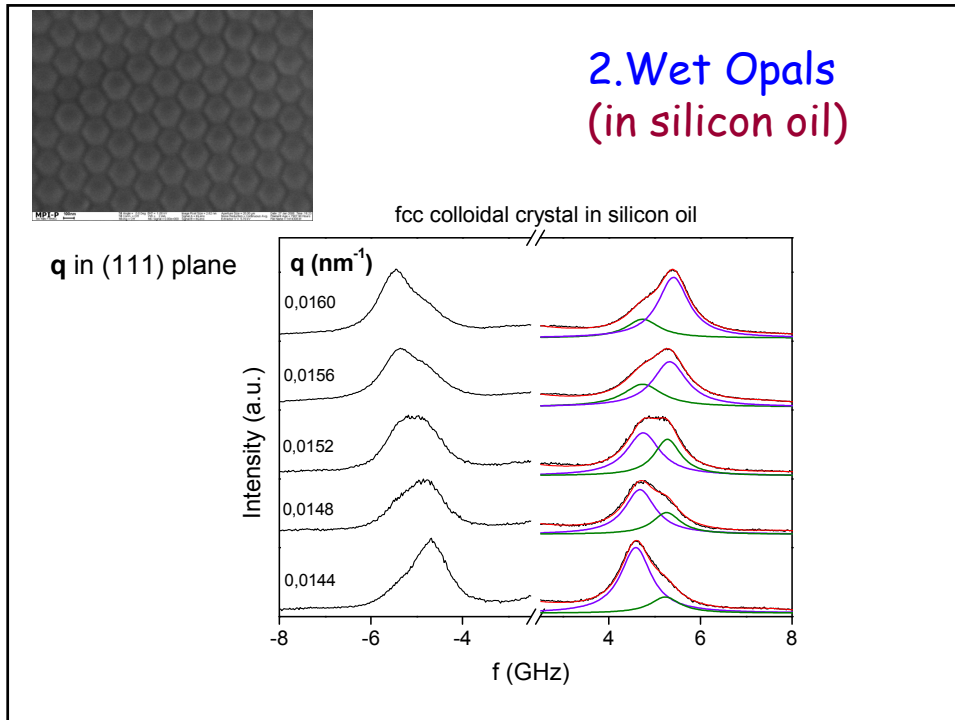 2.Wet Opals
(in silicon oil)
MPI-P
fcc colloidal crystal in silicon oil
q in (111) plane
q (nm-1)
0,0160
0,0156
0,0152
0,0148
0,0144
Intensity (a.u.)
-8 -6 -4 4 6 8
f (GHz)